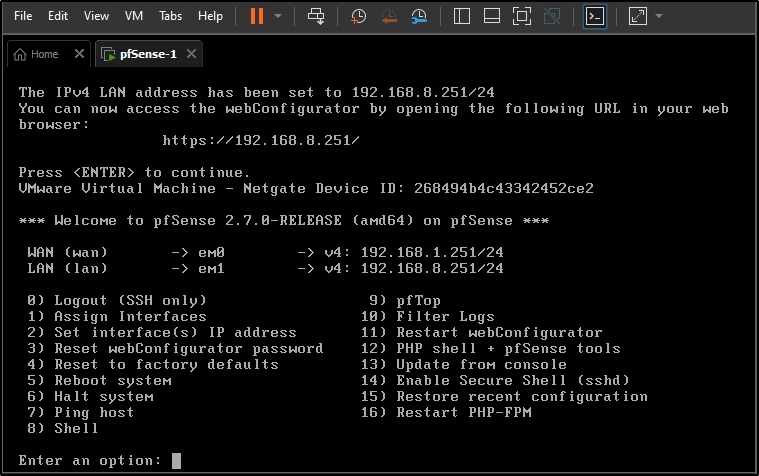 File Edit View VM Tabs Help
Home pfSense-1
The IPv4 LAN address has been set to 192.168.8.251/24
You can now access the webConfigurator by opening the following URL in your web
browser:
https://192.168.8.251/
Press <ENTER> to continue.
VMware Virtual Machine - Netgate Device ID: 268494b4c43342452ce2
*** Welcome to pfSense 2.7.0-RELEASE (amd64) on pfSense ***
WAN (wan) -> em0 -> v4: 192.168.1.251/24
LAN (lan) -> em1 -> v4: 192.168.8.251/24
0) Logout (SSH only) 9) pfTop
1) Assign Interfaces 10) Filter Logs
2) Set interface(s) IP address 11) Restart webConfigurator
3) Reset webConfigurator password 12) PHP shell + pfSense tools
4) Reset to factory defaults 13) Update from console
5) Reboot system 14) Enable Secure Shell (sshd)
6) Halt system 15) Restore recent configuration
7) Ping host 16) Restart PHP-FPM
8) Shell
Enter an option: